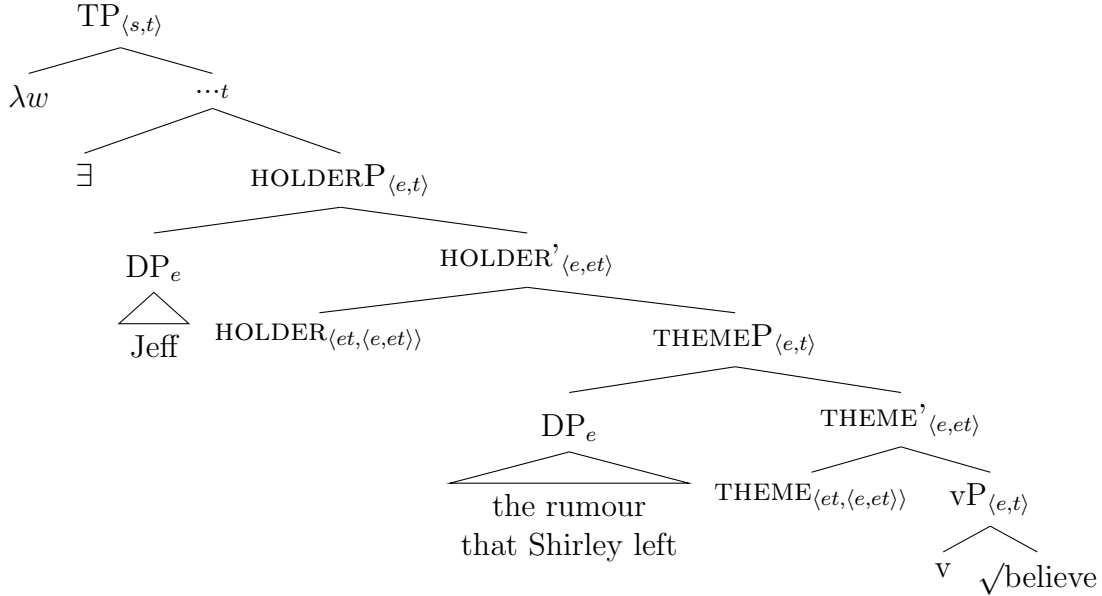 TP⟨s,t⟩
λw
...t
∃
HOLDERP⟨e,t⟩
DPe
HOLDER’⟨e,et⟩
Jeff
HOLDER⟨et,⟨e,et⟩⟩
THEMEP⟨e,t⟩
DPe
THEME’⟨e,et⟩
the rumour
that Shirley left
THEME⟨et,⟨e,et⟩⟩
vP⟨e,t⟩
v
√believe